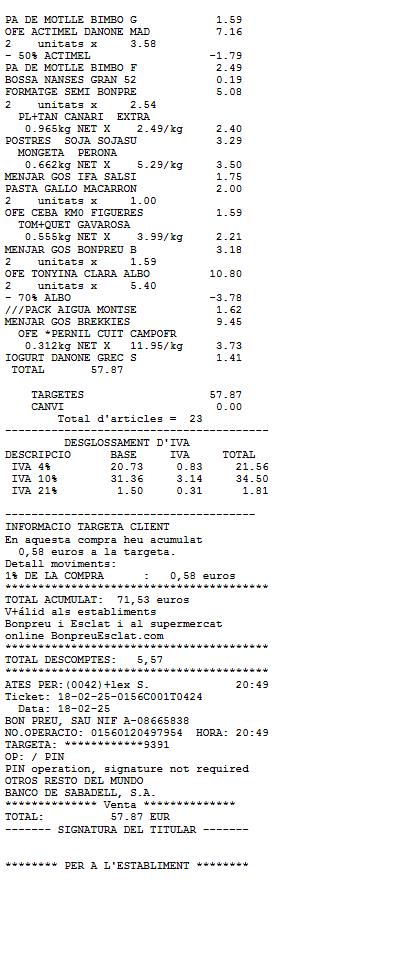 PA DE MOTLLE BIMBO G 1.59
OFE ACTIMEL DANONE MAD 7.16
2 unitats x 3.58
- 50% ACTIMEL -1.79
PA DE MOTLLE BIMBO F 2.49
BOSSA NANSES GRAN 52 0.19
FORMATGE SEMI BONPRE 5.08
2 unitats x 2.54
PL+TAN CANARI EXTRA
0.965kg NET X 2.49/kg 2.40
POSTRES SOJA SOJASU 3.29
MONGETA PERONA
0.662kg NET X 5.29/kg 3.50
MENJAR GOS IFA SALSI 1.75
PASTA GALLO MACARRON 2.00
2 unitats x 1.00
OFE CEBA KM0 FIGUERES 1.59
TOM+QUET GAVAROSA
0.555kg NET X 3.99/kg 2.21
MENJAR GOS BONPREU B 3.18
2 unitats x 1.59
OFE TONYINA CLARA ALBO 10.80
2 unitats x 5.40
- 70% ALBO -3.78
///PACK AIGUA MONTSE 1.62
MENJAR GOS BREKKIES 9.45
OFE *PERNIL CUIT CAMPOFR
0.312kg NET X 11.95/kg 3.73
IOGURT DANONE GREC S 1.41
TOTAL 57.87
TARGETES 57.87
CANVI 0.00
Total d'articles = 23
----------------------------------------
DESGLOSSAMENT D'IVA
DESCRIPCIO BASE IVA TOTAL
IVA 4% 20.73 0.83 21.56
IVA 10% 31.36 3.14 34.50
IVA 21% 1.50 0.31 1.81
--------------------------------------
INFORMACIO TARGETA CLIENT
En aquesta compra heu acumulat
0,58 euros a la targeta.
Detall moviments:
1% DE LA COMPRA : 0,58 euros
****************************************
TOTAL ACUMULAT: 71,53 euros
V+álid als establiments
Bonpreu i Esclat i al supermercat
online BonpreuEsclat.com
****************************************
TOTAL DESCOMPTES: 5,57
****************************************
ATES PER:(0042)+lex S. 20:49
Ticket: 18-02-25-0156C001T0424
Data: 18-02-25
BON PREU, SAU NIF A-08665838
NO.OPERACIO: 01560120497954 HORA: 20:49
TARGETA: ************9391
OP: / PIN
PIN operation, signature not required
OTROS RESTO DEL MUNDO
BANCO DE SABADELL, S.A.
************** Venta **************
TOTAL: 57.87 EUR
------- SIGNATURA DEL TITULAR -------
******** PER A L'ESTABLIMENT ********